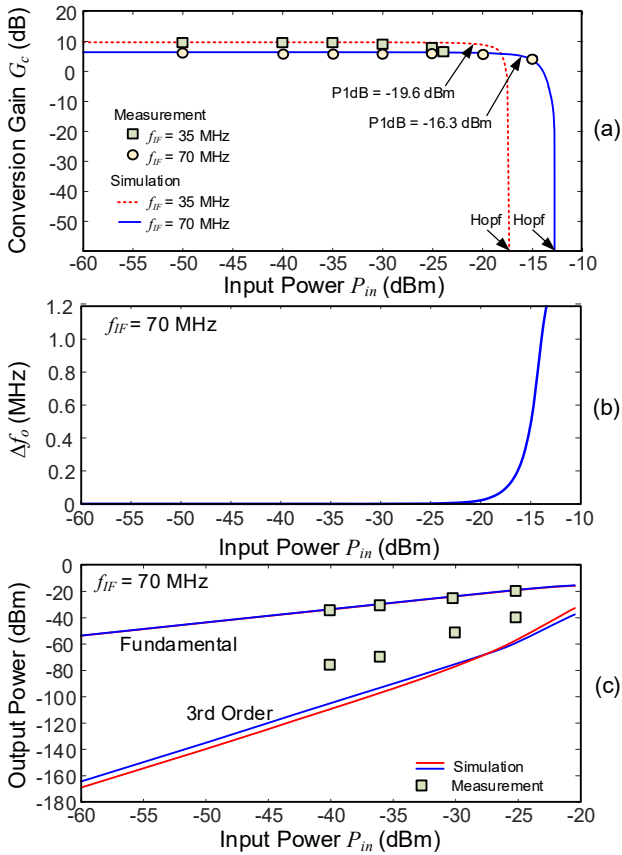 Conversion Gain Gc (dB)
20
10
0
-10
-20
-30
-40
-50
P1dB = -19.6 dBm
P1dB = -16.3 dBm
Measurement
fIF = 35 MHz
fIF = 70 MHz
Simulation
fIF = 35 MHz
fIF = 70 MHz
Hopf
Hopf
(a)
-60 -55 -50 -45 -40 -35 -30 -25 -20 -15 -10
Input Power Pin (dBm)
Δfo (MHz)
1.2
1.0
0.8
0.6
0.4
0.2
0
fIF = 70 MHz
(b)
-60 -55 -50 -45 -40 -35 -30 -25 -20 -15 -10
Input Power Pin (dBm)
Output Power (dBm)
0
-20
-40
-60
-80
-100
-120
-140
-160
-180
fIF = 70 MHz
Fundamental
3rd Order
Simulation
Measurement
(c)
-60 -55 -50 -45 -40 -35 -30 -25 -20
Input Power Pin (dBm)